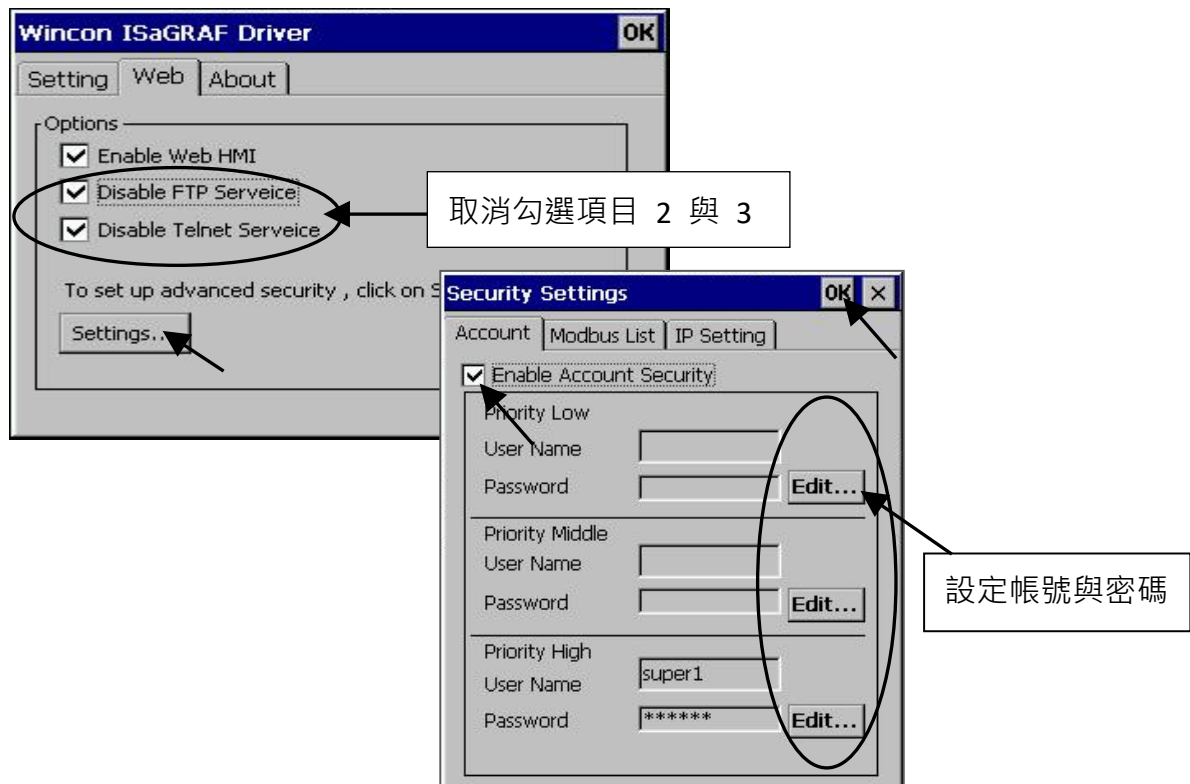 Wincon ISaGRAF Driver OK
Setting Web About
Options
Enable Web HMI
Disable FTP Serveice
Disable Telnet Serveice
取消勾選項目 2 與 3
To set up advanced security , click on S
Settings..
Security Settings OK ×
Account Modbus List IP Setting
Enable Account Security
Priority Low
User Name
Password Edit...
Priority Middle
User Name
Password Edit...
設定帳號與密碼
Priority High
User Name super1
Password ****** Edit...